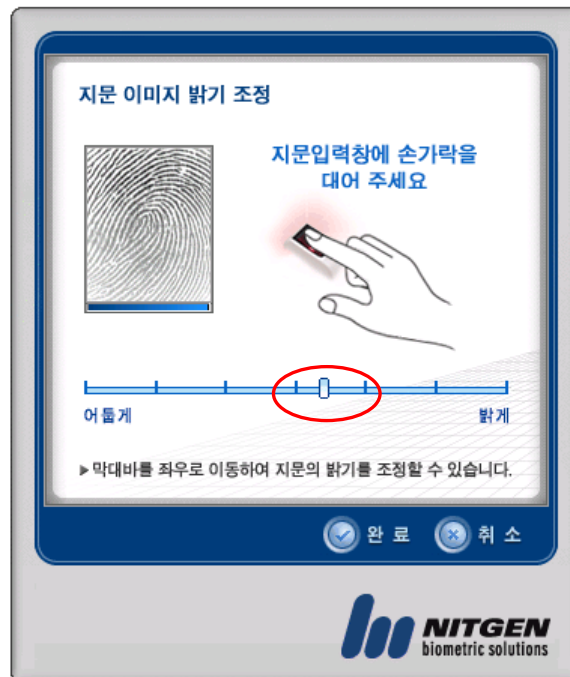 지문 이미지 밝기 조정
지문입력창에 손가락을
대어 주세요
어둡게
밝게
▶막대바를 좌우로 이동하여 지문의 밝기를 조정할 수 있습니다.
완 료
취 소
NITGEN
biometric solutions